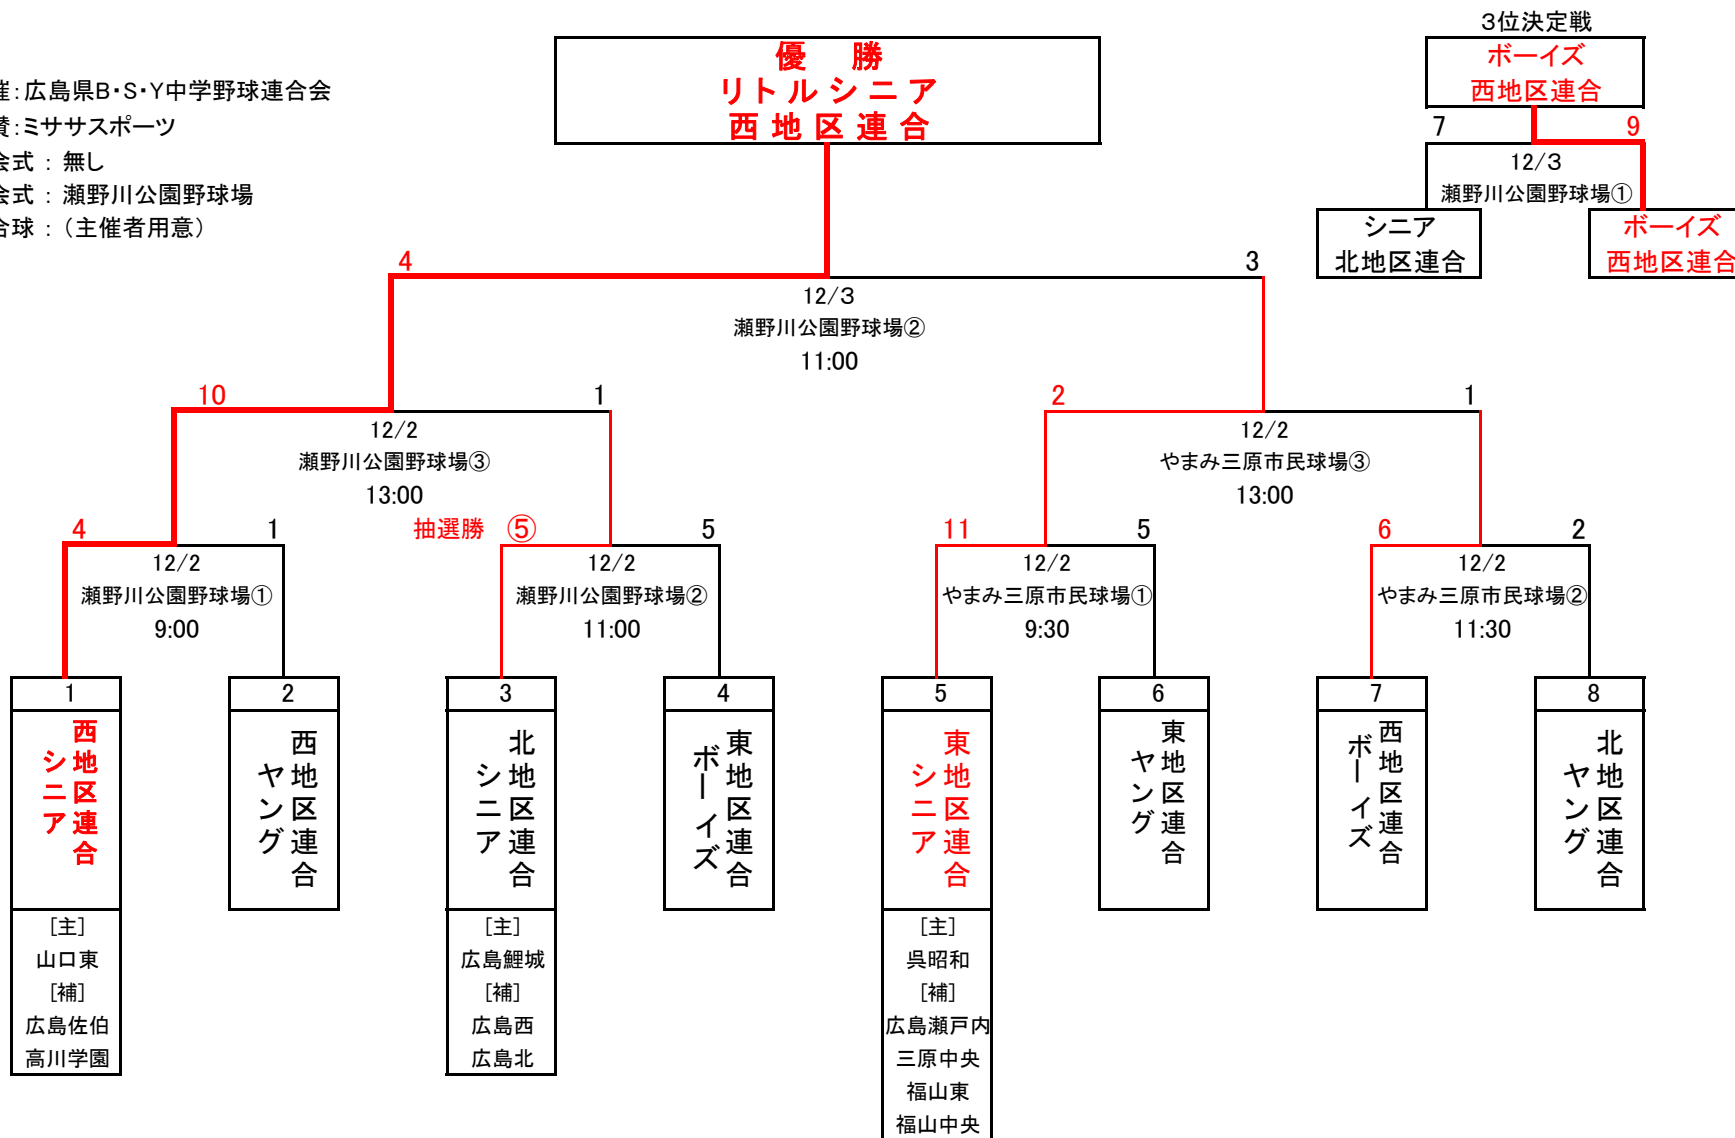 3位決定戦
優　勝
リトルシニア
西地区連合
ボーイズ
西地区連合
催：広島県B・S・Y中学野球連合会
賛：ミササスポーツ
会式 ： 無し
会式 ： 瀬野川公園野球場
合球 ：（主催者用意）
7
9
12/3
瀬野川公園野球場①
シニア
北地区連合
ボーイズ
西地区連合
4
3
12/3
瀬野川公園野球場②
11:00
10
1
12/2
瀬野川公園野球場③
13:00
2
1
12/2
やまみ三原市民球場③
13:00
4
1
12/2
瀬野川公園野球場①
9:00
抽選勝 ⑤
5
12/2
瀬野川公園野球場②
11:00
11
5
12/2
やまみ三原市民球場①
9:30
6
2
12/2
やまみ三原市民球場②
11:30
1
西地区連合
シニア
[主]
山口東
[補]
広島佐伯
高川学園
2
西地区連合
ヤング
3
北地区連合
シニア
[主]
広島鯉城
[補]
広島西
広島北
4
東地区連合
ボーイズ
5
東地区連合
シニア
[主]
呉昭和
[補]
広島瀬戸内
三原中央
福山東
福山中央
6
東地区連合
ヤング
7
西地区連合
ボーイズ
8
北地区連合
ヤング